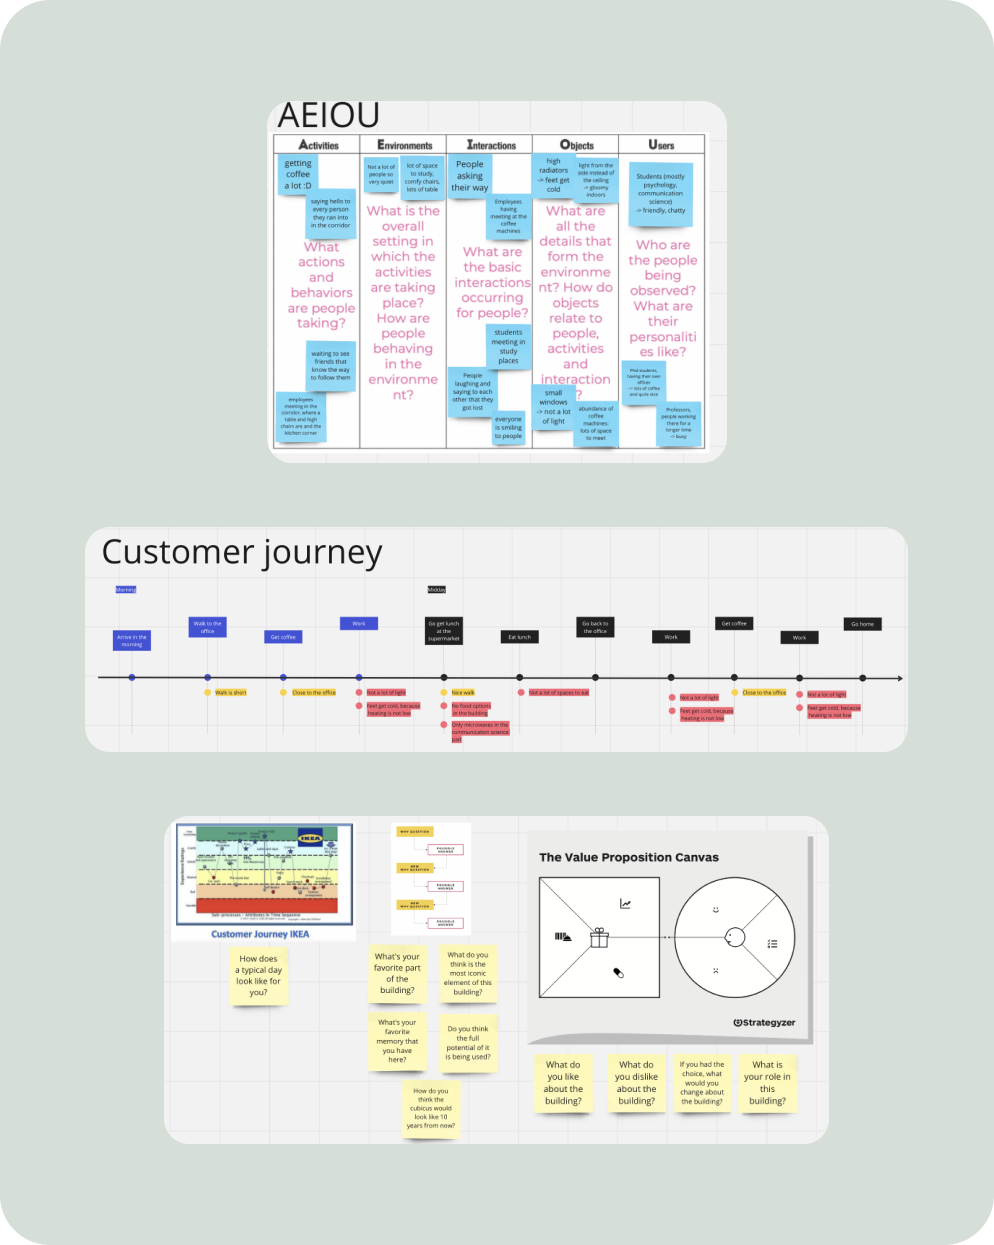 AEIOU
Activities
Environments
Interactions
Objects
Users
getting
coffee
a lot :D
saying hello to
every person
they ran into
in the corridor
What
actions
and
behaviors
are people
taking?
waiting to see
friends that
know the way
to follow them
employees
meeting in the
corridor, where a
table and high
chairs are and the
kitchen corner
Not a lot of
people so
very quiet
lot of space
to study,
comfy chairs,
lots of table
What is the
overall
setting in
which the
activities
are taking
place?
How are
people
behaving
in the
environme
nt?
People
asking
their way
Employees
having
meeting at the
coffee
machines
What are
the basic
interactions
occurring
for people?
students
meeting in
study
places
People
laughing and
saying to each
other that they
got lost
everyone
is smiling
to people
high
radiators
-> feet get
cold
light from the
side instead of
the ceiling
-> gloomy
indoors
What are
all the
details that
form the
environme
nt? How do
objects
relate to
people,
activities
and
interaction
?
small
windows
-> not a lot
of light
abundance of
coffee
machines:
lots of space
to meet
Students (mostly
psychology,
communication
science)
-> friendly, chatty
Who are
the people
being
observed?
What are
their
personaliti
es like?
Phd students,
having their own
offices
-> lots of coffee
and quite nice
Professors,
people working
there for a
longer time
-> busy
Customer journey
Morning
Midday
Arrive in the
morning
Walk to the
office
Get coffee
Work
Go get lunch
at the
supermarket
Eat lunch
Go back to
the office
Work
Get coffee
Work
Go home
Walk is short
Close to the office
Not a lot of light
Feet get cold, because
heating is not low
Nice walk
No food options
in the building
Only microwaves in the
communication science
part
Not a lot of spaces to eat
Not a lot of light
Feet get cold, because
heating is not low
Close to the office
Not a lot of light
Feet get cold, because
heating is not low
IKEA
Sub-processes - Attributes in Time Sequence
Customer Journey IKEA
WHY QUESTION
POSSIBLE
ANSWER
NEW
WHY QUESTION
POSSIBLE
ANSWER
NEW
WHY QUESTION
POSSIBLE
ANSWER
The Value Proposition Canvas
Strategyzer
How does
a typical day
look like for
you?
What's your
favorite part
of the
building?
What do you
think is the
most iconic
element of this
building?
What's your
favorite
memory that
you have
here?
Do you think
the full
potential of it
is being used?
How do you
think the
cubicus would
look like 10
years from now?
What do
you like
about the
building?
What do
you dislike
about the
building?
If you had the
choice, what
would you
change about
the building?
What is
your role in
this
building?